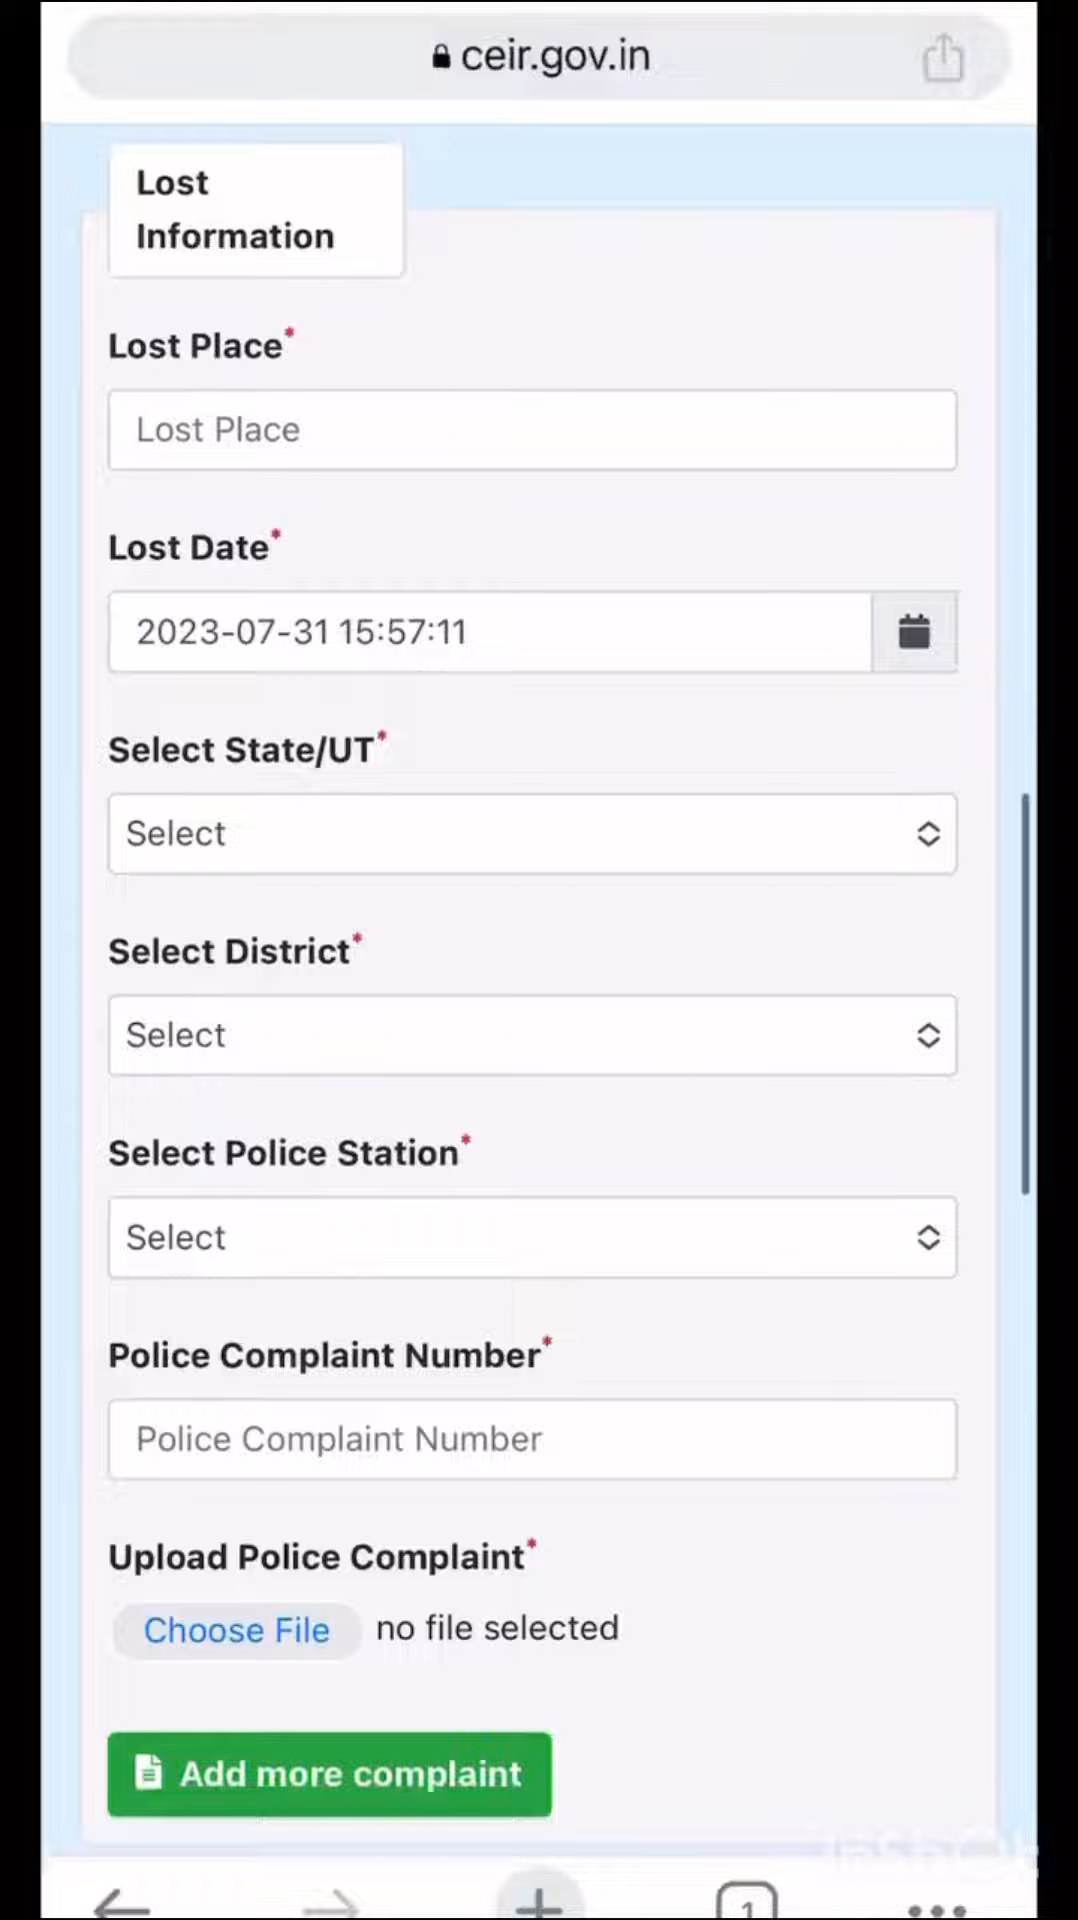 ceir.gov.in
Lost
Information
Lost Place*
Lost Place
Lost Date*
2023-07-31 15:57:11
Select State/UT*
Select
Select District*
Select
Select Police Station*
Select
Police Complaint Number*
Police Complaint Number
Upload Police Complaint*
Choose File no file selected
Add more complaint
1